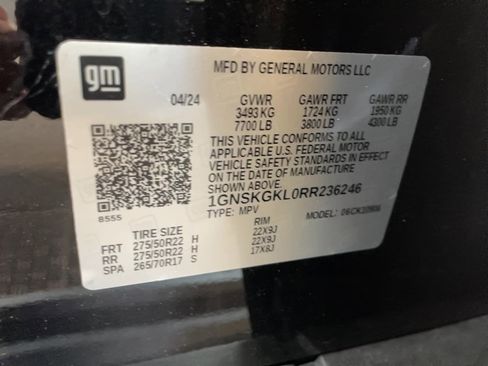 gm
MFD BY GENERAL MOTORS LLC
04/24 GVWR GAWR FRT GAWR RR
3493 KG 1724 KG 1950 KG
7700 LB 3800 LB 4300 LB
THIS VEHICLE CONFORMS TO ALL
APPLICABLE U.S. FEDERAL MOTOR
VEHICLE SAFETY STANDARDS IN EFFECT
ON THE DATE OF MANUFACTURE
SHOWN ABOVE.
1GNSKGKL0RR236246
TYPE: MPV MODEL:
8555
TIRE SIZE RIM
FRT 275/50R22 H 22X9J
RR 275/50R22 H 22X9J
SPA 265/70R17 S 17X8J